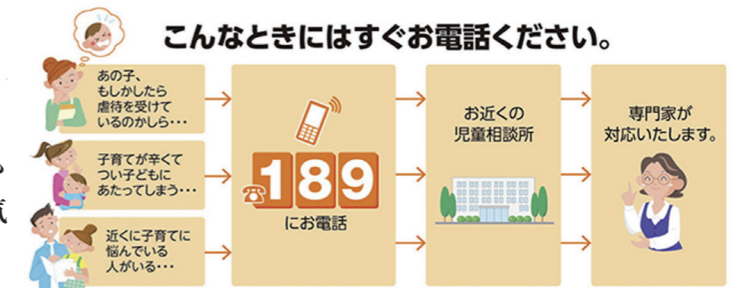 こんなときにはすぐお電話ください。
あの子、
もしかしたら
虐待を受けて
いるのかしら・・・
子育てが辛くて
つい子どもに
あたってしまう・・・
近くに子育てに
悩んでいる
人がいる・・・
189
にお電話
お近くの
児童相談所
専門家が
対応いたします。